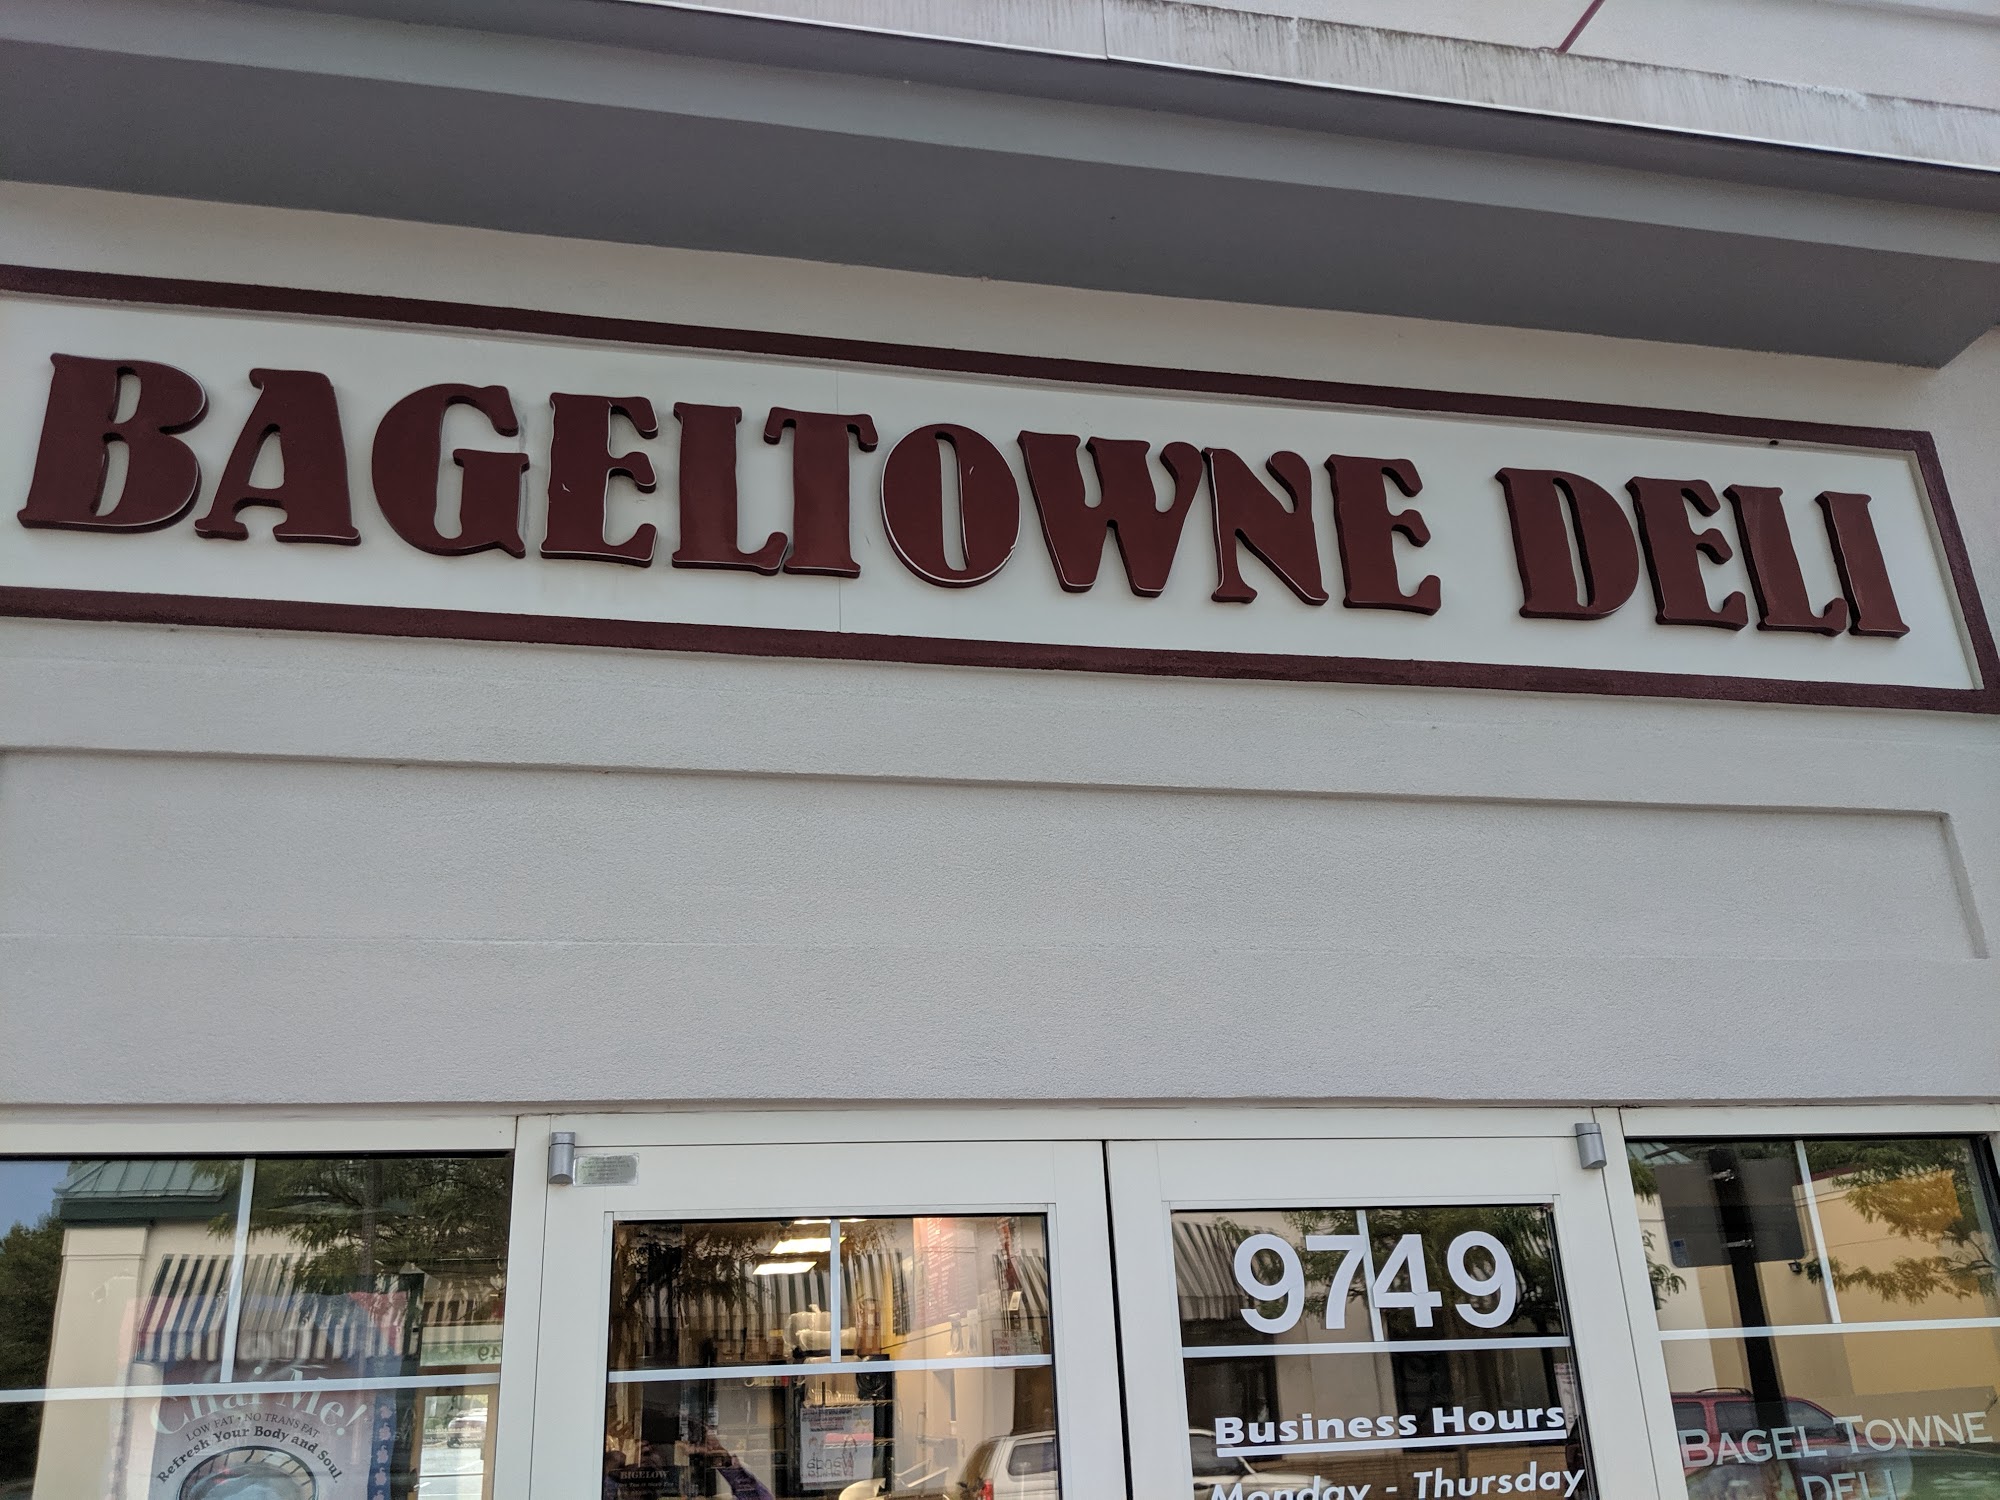 BAGELTOWNE DELI
9749
Business Hours
Monday - Thursday
BAGEL TOWNE
DELI
Chai Me!
LOW FAT • NO TRANS FAT
Refresh Your Body and Soul.
BIGELOW